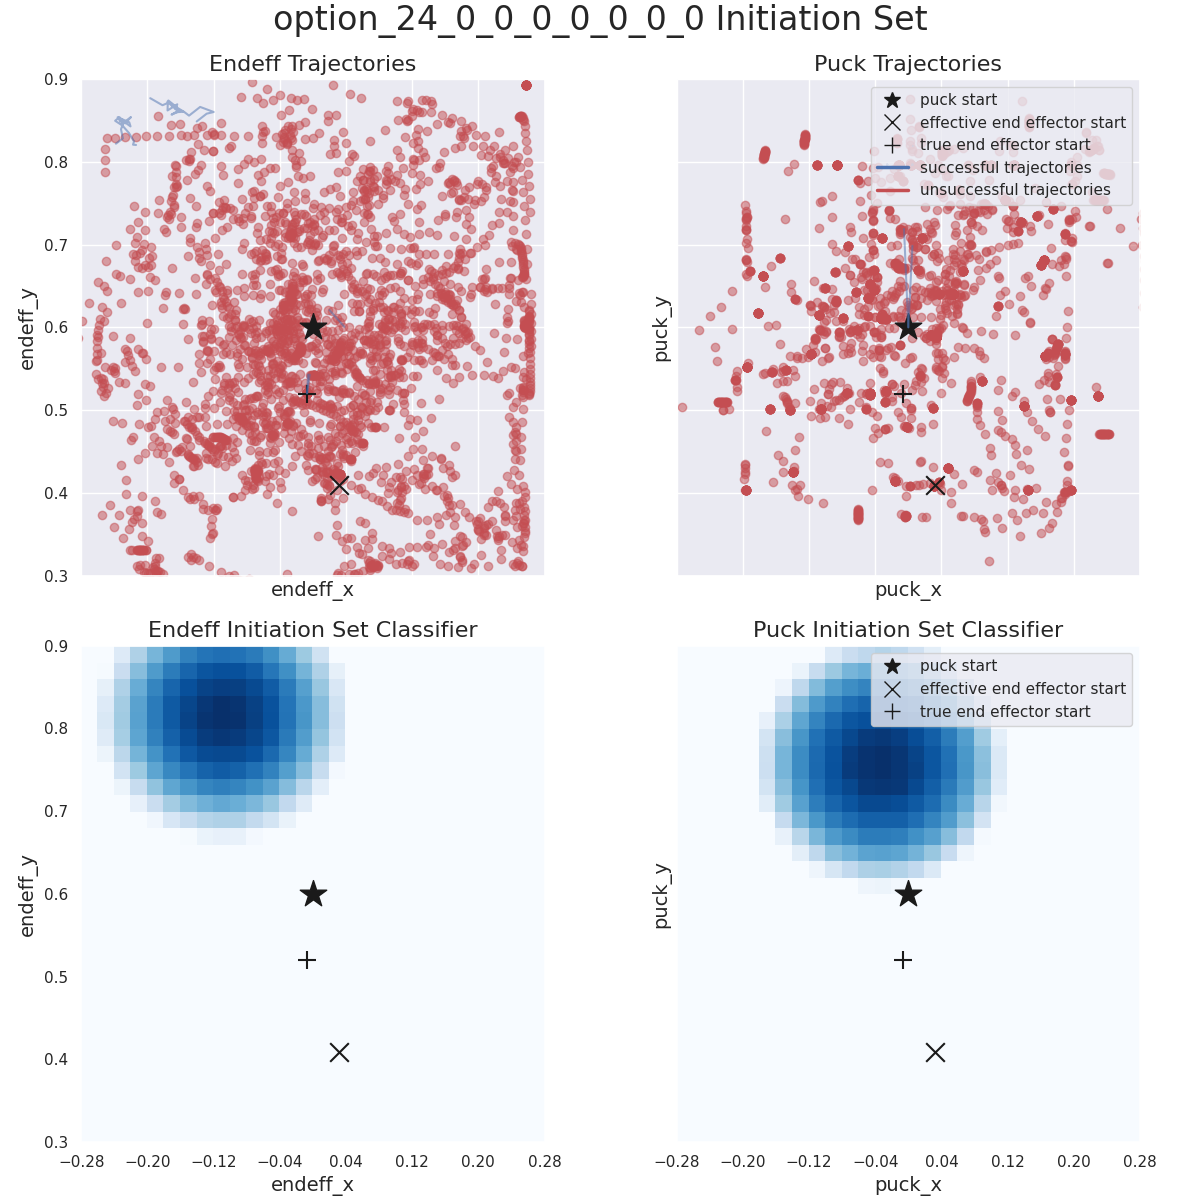 option_24_0_0_0_0_0_0_0 Initiation Set
Endeff Trajectories
0.9
0.8
0.7
0.6
0.5
0.4
0.3
endeff_y
endeff_x
Puck Trajectories
puck start
effective end effector start
true end effector start
successful trajectories
unsuccessful trajectories
puck_y
puck_x
Endeff Initiation Set Classifier
0.9
0.8
0.7
0.6
0.5
0.4
0.3
endeff_y
−0.28 −0.20 −0.12 −0.04 0.04 0.12 0.20 0.28
endeff_x
Puck Initiation Set Classifier
puck start
effective end effector start
true end effector start
puck_y
−0.28 −0.20 −0.12 −0.04 0.04 0.12 0.20 0.28
puck_x